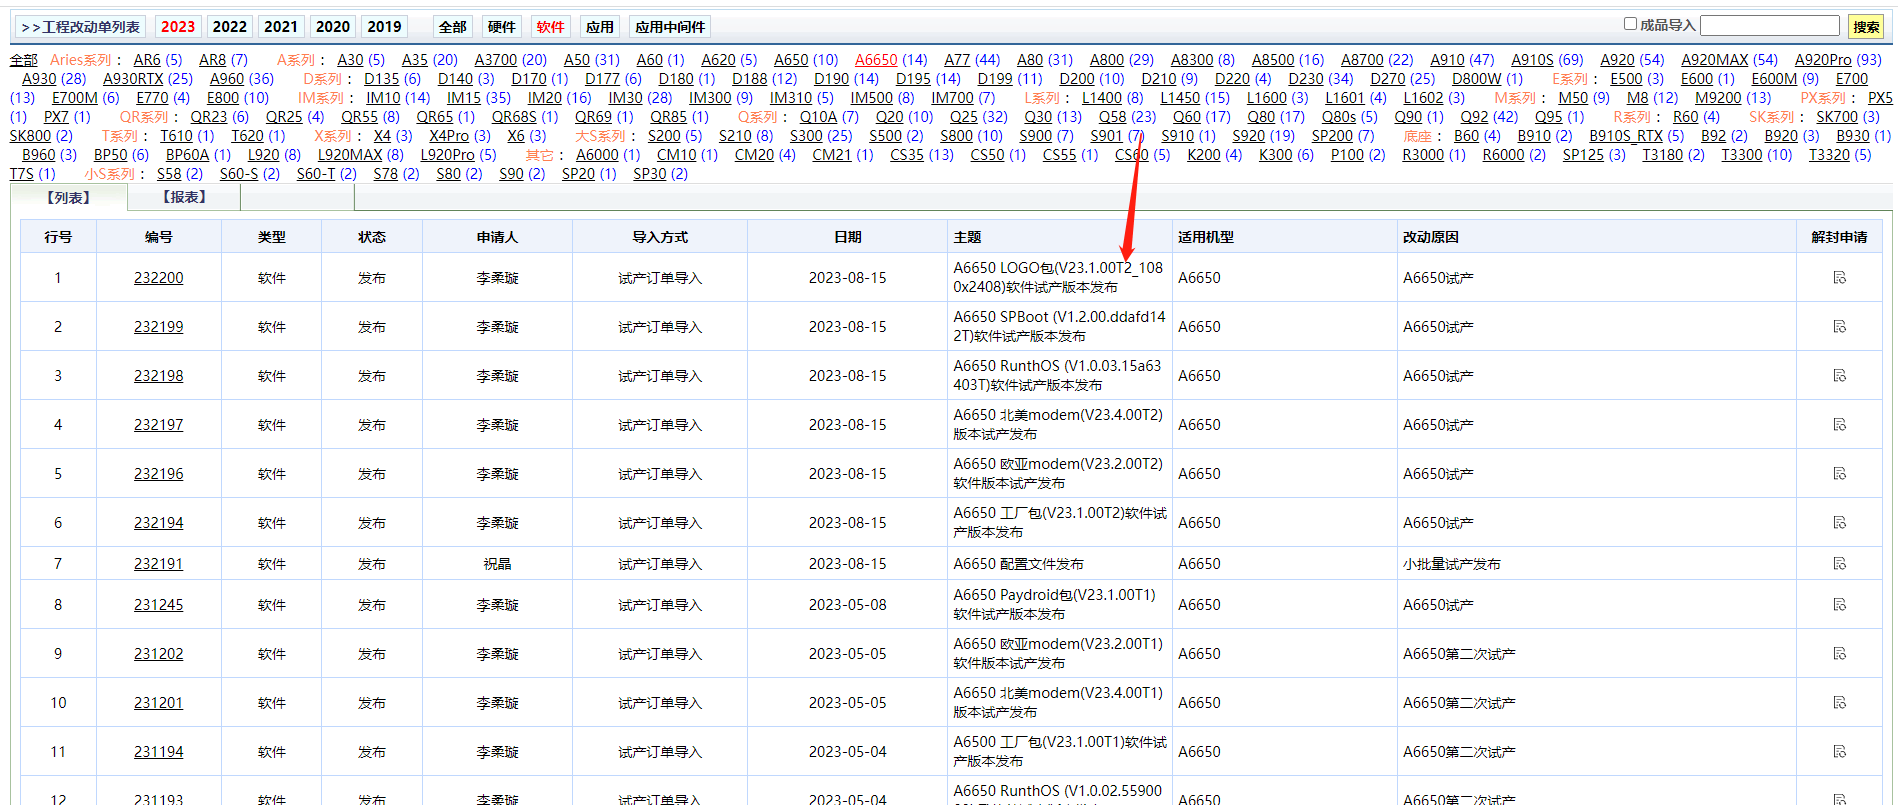 >>工程改动单列表 2023 2022 2021 2020 2019 全部 硬件 软件 应用 应用中间件 成品导入 搜索
全部 Aries系列： AR6 (5) AR8 (7) A系列： A30 (5) A35 (20) A3700 (20) A50 (31) A60 (1) A620 (5) A650 (10) A6650 (14) A77 (44) A80 (31) A800 (29) A8300 (8) A8500 (16) A8700 (22) A910 (47) A910S (69) A920 (54) A920MAX (54) A920Pro (93)
A930 (28) A930RTX (25) A960 (36) D系列： D135 (6) D140 (3) D170 (1) D177 (6) D180 (1) D188 (12) D190 (14) D195 (14) D199 (11) D200 (10) D210 (9) D220 (4) D230 (34) D270 (25) D800W (1) E系列： E500 (3) E600 (1) E600M (9) E700
(13) E700M (6) E770 (4) E800 (10) IM系列： IM10 (14) IM15 (35) IM20 (16) IM30 (28) IM300 (9) IM310 (5) IM500 (8) IM700 (7) L系列： L1400 (8) L1450 (15) L1600 (3) L1601 (4) L1602 (3) M系列： M50 (9) M8 (12) M9200 (13) PX系列： PX5
(1) PX7 (1) QR系列： QR23 (6) QR25 (4) QR55 (8) QR65 (1) QR68S (1) QR69 (1) QR85 (1) Q系列： Q10A (7) Q20 (10) Q25 (32) Q30 (13) Q58 (23) Q60 (17) Q80 (17) Q80s (5) Q90 (1) Q92 (42) Q95 (1) R系列： R60 (4) SK系列： SK700 (3)
SK800 (2) T系列： T610 (1) T620 (1) X系列： X4 (3) X4Pro (3) X6 (3) 大S系列： S200 (5) S210 (8) S300 (25) S500 (2) S800 (10) S900 (7) S901 (7) S910 (1) S920 (19) SP200 (7) 底座： B60 (4) B910 (2) B910S_RTX (5) B92 (2) B920 (3) B930 (1)
B960 (3) BP50 (6) BP60A (1) L920 (8) L920MAX (8) L920Pro (5) 其它： A6000 (1) CM10 (1) CM20 (4) CM21 (1) CS35 (13) CS50 (1) CS55 (1) CS60 (5) K200 (4) K300 (6) P100 (2) R3000 (1) R6000 (2) SP125 (3) T3180 (2) T3300 (10) T3320 (5)
T7S (1) 小S系列： S58 (2) S60-S (2) S60-T (2) S78 (2) S80 (2) S90 (2) SP20 (1) SP30 (2)
【列表】 【报表】
行号 编号 类型 状态 申请人 导入方式 日期 主题 适用机型 改动原因 解封申请
1 232200 软件 发布 李柔璇 试产订单导入 2023-08-15 A6650 LOGO包(V23.1.00T2_108 A6650 A6650试产
0x2408)软件试产版本发布
2 232199 软件 发布 李柔璇 试产订单导入 2023-08-15 A6650 SPBoot (V1.2.00.ddafd14 A6650 A6650试产
2T)软件试产版本发布
3 232198 软件 发布 李柔璇 试产订单导入 2023-08-15 A6650 RunthOS (V1.0.03.15a63 A6650 A6650试产
403T)软件试产版本发布
4 232197 软件 发布 李柔璇 试产订单导入 2023-08-15 A6650 北美modem(V23.4.00T2) A6650 A6650试产
版本试产发布
5 232196 软件 发布 李柔璇 试产订单导入 2023-08-15 A6650 欧亚modem(V23.2.00T2) A6650 A6650试产
软件版本试产发布
6 232194 软件 发布 李柔璇 试产订单导入 2023-08-15 A6650 工厂包(V23.1.00T2)软件试 A6650 A6650试产
产版本发布
7 232191 软件 发布 祝晶 试产订单导入 2023-08-15 A6650 配置文件发布 A6650 小批量试产发布
8 231245 软件 发布 李柔璇 试产订单导入 2023-05-08 A6650 Paydroid包(V23.1.00T1) A6650 A6650试产
软件试产版本发布
9 231202 软件 发布 李柔璇 试产订单导入 2023-05-05 A6650 欧亚modem(V23.2.00T1) A6650 A6650第二次试产
软件版本试产发布
10 231201 软件 发布 李柔璇 试产订单导入 2023-05-05 A6650 北美modem(V23.4.00T1) A6650 A6650第二次试产
版本试产发布
11 231194 软件 发布 李柔璇 试产订单导入 2023-05-04 A6500 工厂包(V23.1.00T1)软件试 A6650 A6650第二次试产
产版本发布
12 231193 软件 发布 李柔璇 试产订单导入 2023-05-04 A6650 RunthOS (V1.0.02.55900 A6650 A6650第二次试产